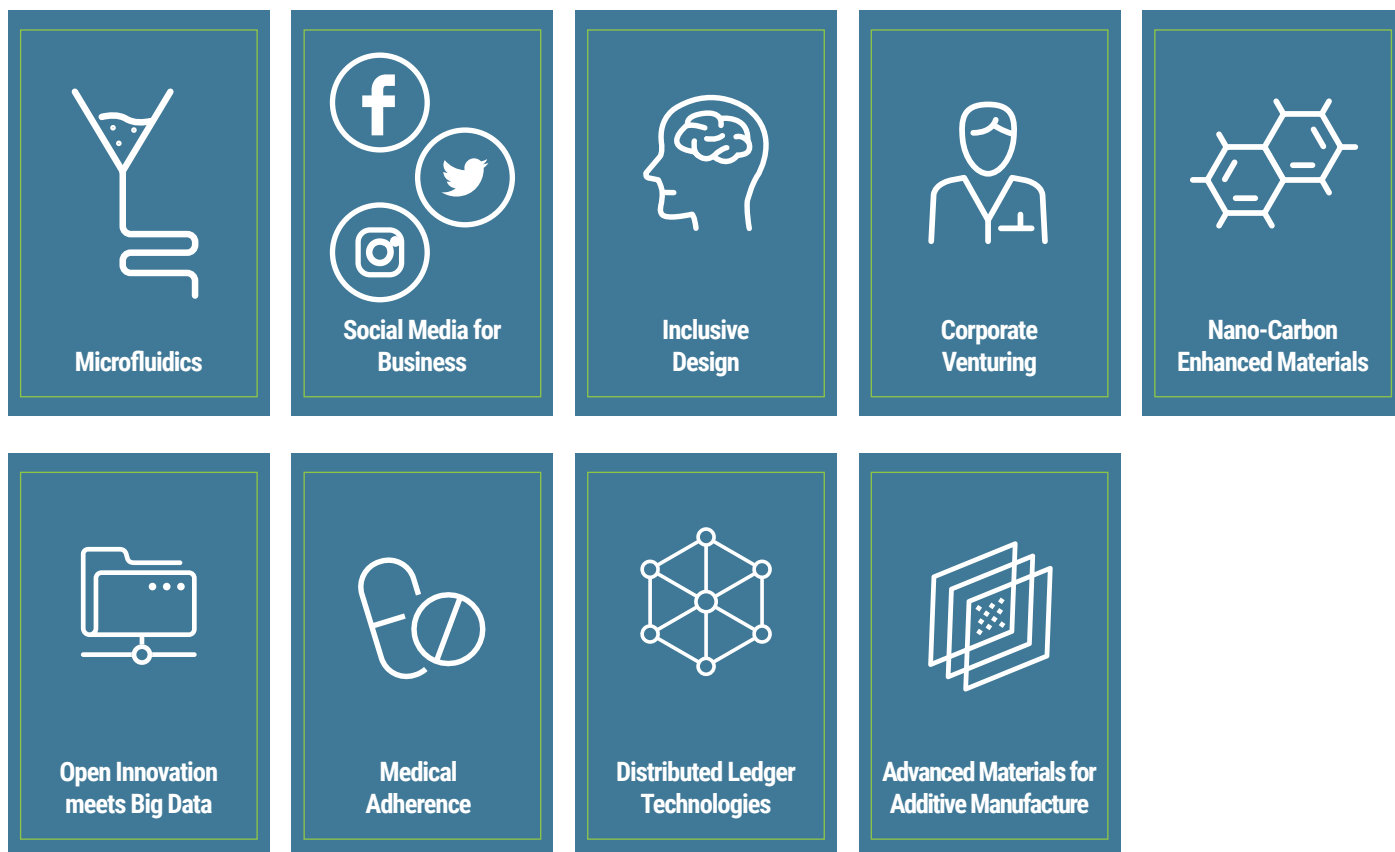 Microfluidics
Social Media for
Business
Inclusive
Design
Corporate
Venturing
Nano-Carbon
Enhanced Materials
Open Innovation
meets Big Data
Medical
Adherence
Distributed Ledger
Technologies
Advanced Materials for
Additive Manufacture